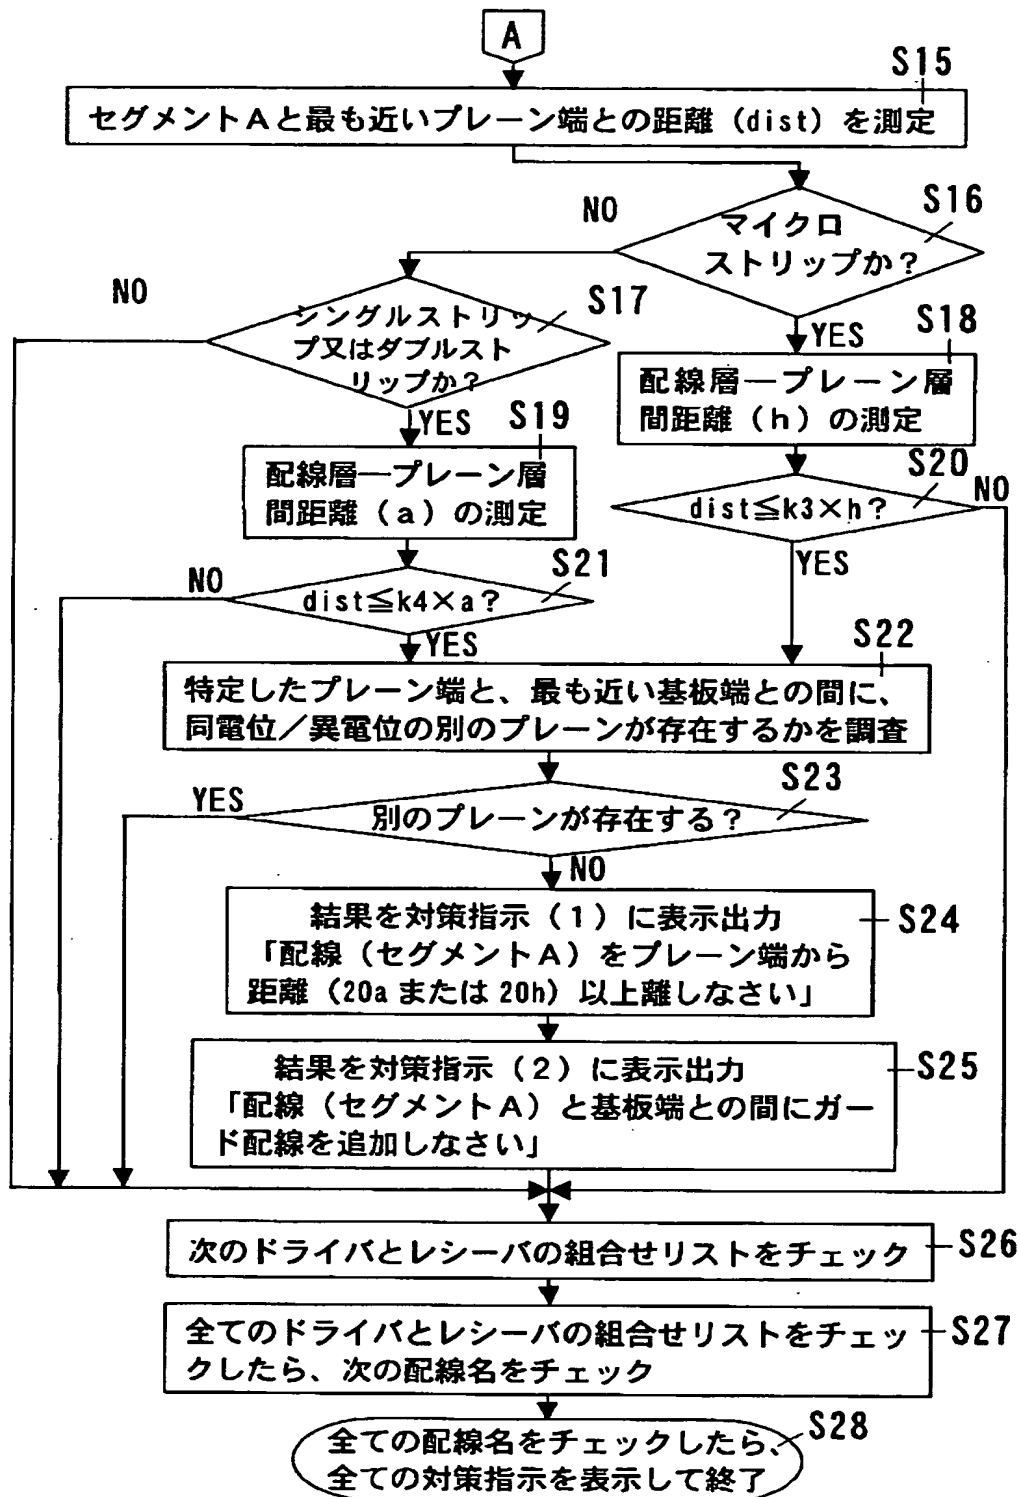 A
S15
セグメントAと最も近いプレーン端との距離（dist）を測定
S16
マイクロ
ストリップか？
NO
S17
シングルストリッ
プ又はダブルスト
リップか？
NO
YES
S18
配線層―プレーン層
間距離（h）の測定
YES
S19
配線層―プレーン層
間距離（a）の測定
S20
dist≦k3×h？
NO
YES
S21
dist≦k4×a？
NO
YES
S22
特定したプレーン端と、最も近い基板端との間に、
同電位／異電位の別のプレーンが存在するかを調査
S23
別のプレーンが存在する？
YES
NO
結果を対策指示（1）に表示出力
S24
「配線（セグメントA）をプレーン端から
距離（20aまたは20h）以上離しなさい」
結果を対策指示（2）に表示出力
S25
「配線（セグメントA）と基板端との間にガー
ド配線を追加しなさい」
次のドライバとレシーバの組合せリストをチェック
S26
全てのドライバとレシーバの組合せリストをチェッ
クしたら、次の配線名をチェック
S27
S28
全ての配線名をチェックしたら、
全ての対策指示を表示して終了